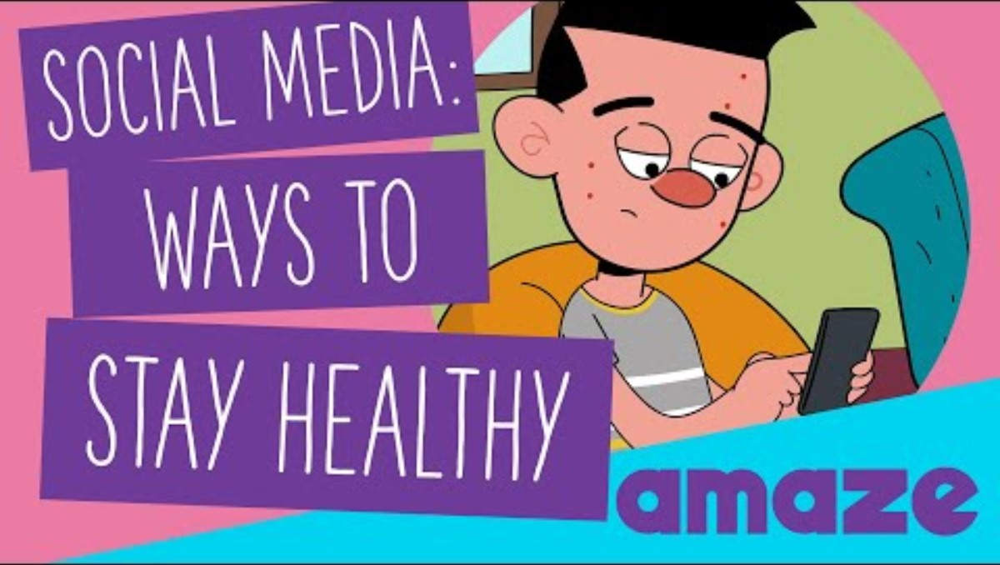 SOCIAL MEDIA:
WAYS TO
STAY HEALTHY
amaze